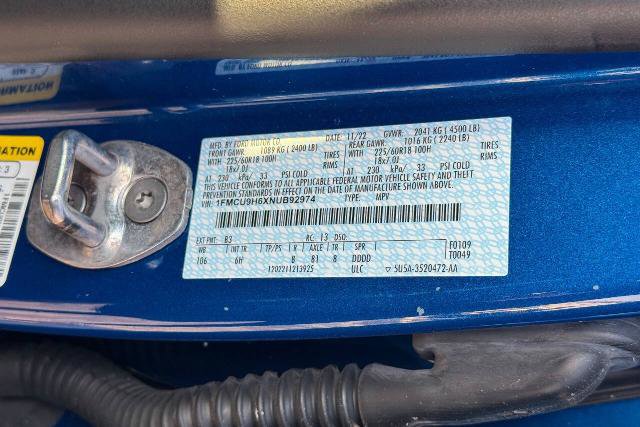 MFD. BY FORD MOTOR CO.
DATE: 11/22 GVWR: 2041 KG ( 4500 LB)
FRONT GAWR: 1089 KG ( 2400 LB)
REAR GAWR: 1016 KG ( 2240 LB)
WITH 225/60R18 100H TIRES
WITH 225/60R18 100H TIRES
18x7.0J RIMS
18x7.0J RIMS
AT 230 kPa/ 33 PSI COLD
AT 230 kPa/ 33 PSI COLD
THIS VEHICLE CONFORMS TO ALL APPLICABLE FEDERAL MOTOR VEHICLE SAFETY AND THEFT
PREVENTION STANDARDS IN EFFECT ON THE DATE OF MANUFACTURE SHOWN ABOVE.
VIN: 1FMCU9H6XNUB92974 TYPE: MPV
EXT PNT: B3 RC: 13 DSO: F0109
WB INT TR TP/PS R AXLE TR SPR T0049
106 6H B 81 8 DDDD
120221213925 ULC 5U5A-3520472-AA